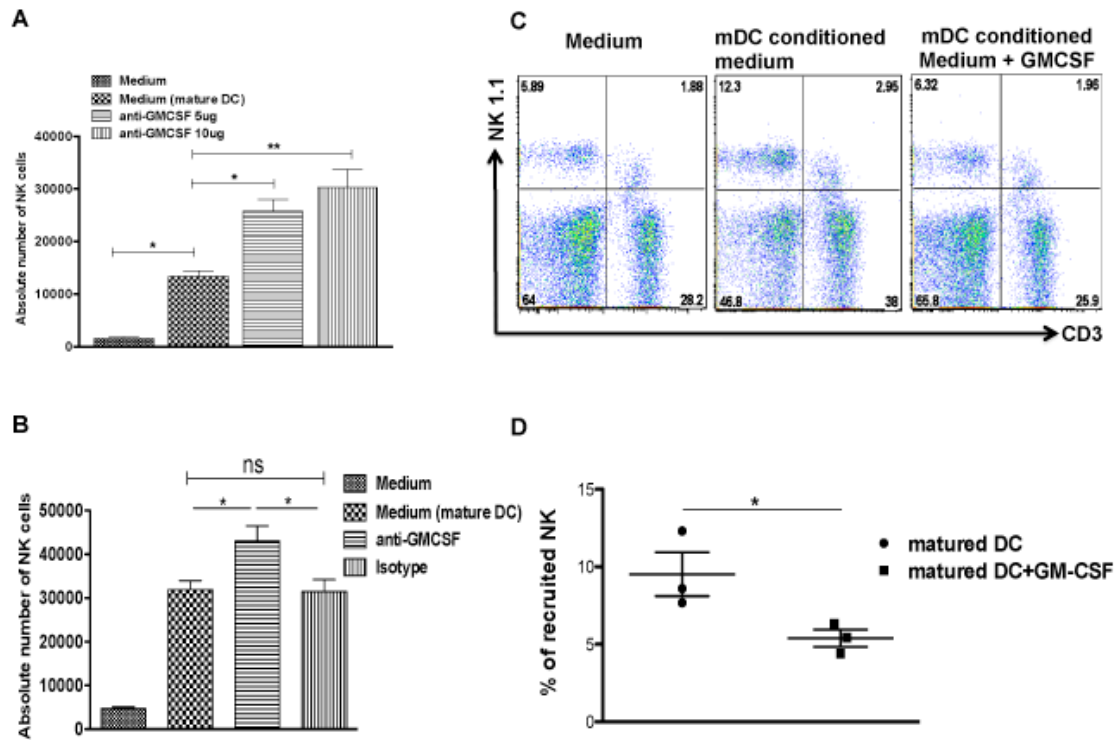 A
Medium
Medium (mature DC)
anti-GMCSF 5ug
anti-GMCSF 10ug
Absolute number of NK cells
40000
30000
20000
10000
0
*
*
**
B
ns
*
*
Medium
Medium (mature DC)
anti-GMCSF
Isotype
Absolute number of NK cells
50000
40000
30000
20000
10000
0
C
Medium
mDC conditioned
medium
mDC conditioned
Medium + GMCSF
NK 1.1
5.89
1.88
64
28.2
12.3
2.95
46.8
38
6.32
1.96
65.8
25.9
CD3
D
% of recruited NK
15
10
5
0
*
matured DC
matured DC+GM-CSF